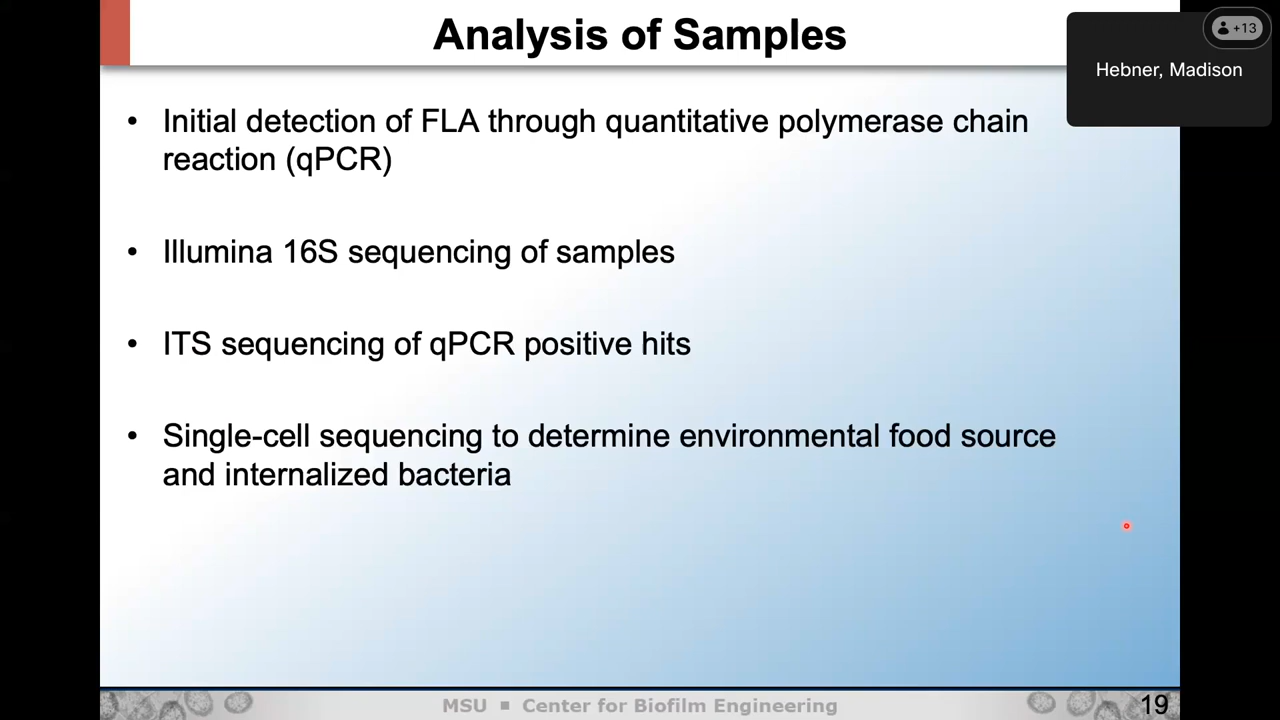 Analysis of Samples
+13
Hebner, Madison
• Initial detection of FLA through quantitative polymerase chain
reaction (qPCR)
• Illumina 16S sequencing of samples
• ITS sequencing of qPCR positive hits
• Single-cell sequencing to determine environmental food source
and internalized bacteria
MSU ■ Center for Biofilm Engineering
19